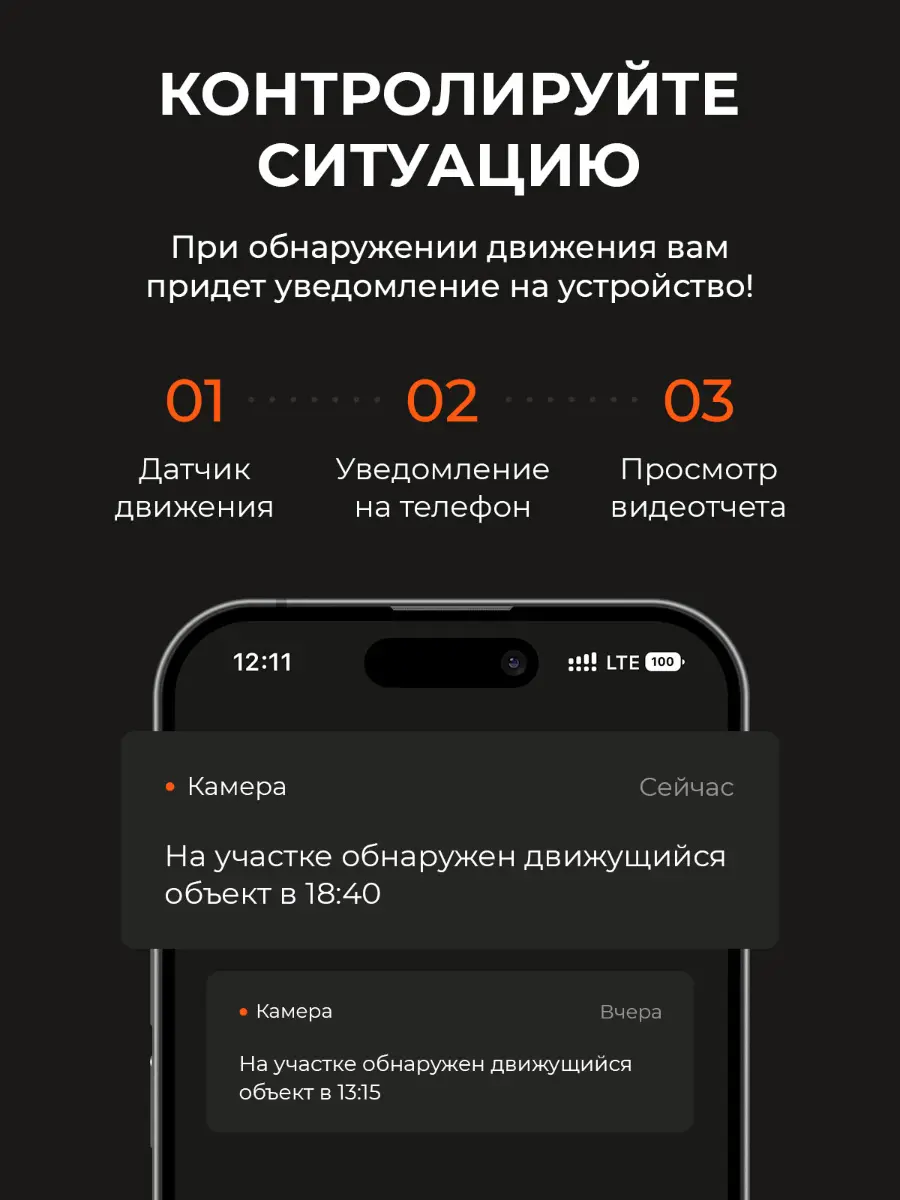 КОНТРОЛИРУЙТЕ
СИТУАЦИЮ
При обнаружении движения вам
придет уведомление на устройство!
01 02 03
Датчик
движения
Уведомление
на телефон
Просмотр
видеотчета
12:11 LTE 100
Камера Сейчас
На участке обнаружен движущийся
объект в 18:40
Камера Вчера
На участке обнаружен движущийся
объект в 13:15